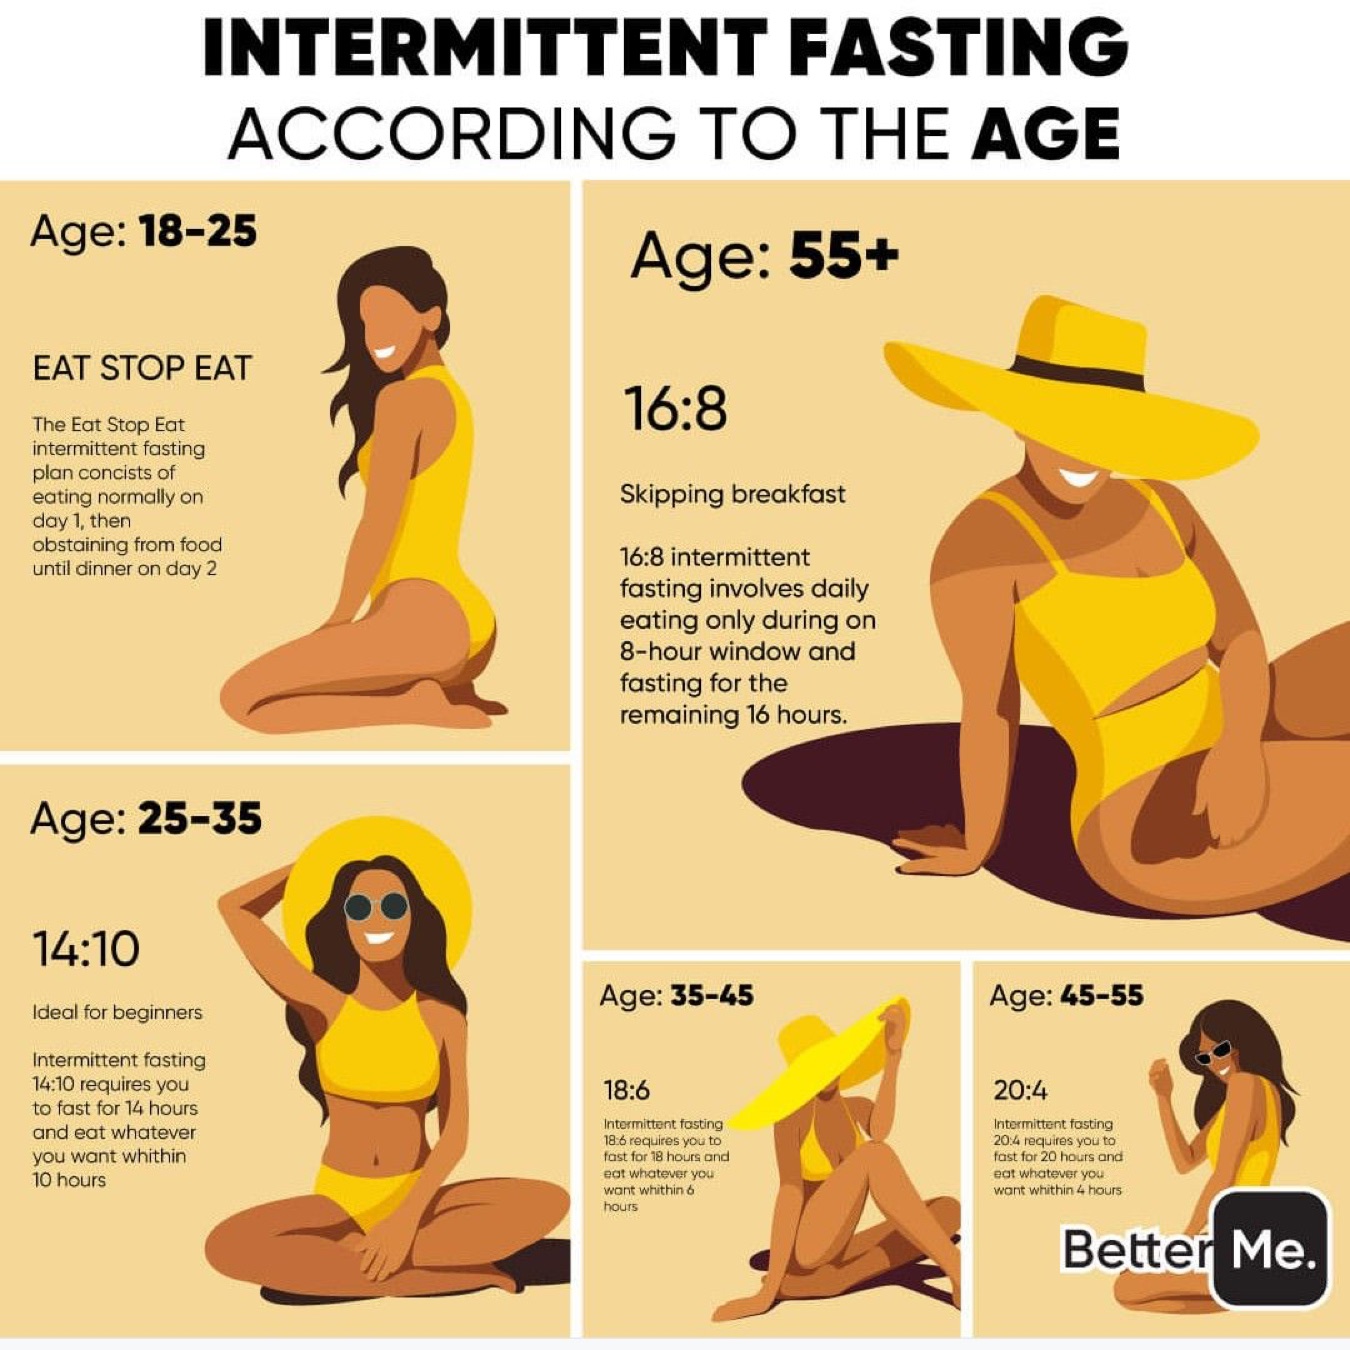 INTERMITTENT FASTING
ACCORDING TO THE AGE
Age: 18-25
EAT STOP EAT
The Eat Stop Eat
intermittent fasting
plan concists of
eating normally on
day 1, then
obstaining from food
until dinner on day 2
Age: 55+
16:8
Skipping breakfast
16:8 intermittent
fasting involves daily
eating only during on
8-hour window and
fasting for the
remaining 16 hours.
Age: 25-35
14:10
Ideal for beginners
Intermittent fasting
14:10 requires you
to fast for 14 hours
and eat whatever
you want whithin
10 hours
Age: 35-45
18:6
Intermittent fasting
18:6 requires you to
fast for 18 hours and
eat whatever you
want whithin 6
hours
Age: 45-55
20:4
Intermittent fasting
20:4 requires you to
fast for 20 hours and
eat whatever you
want whithin 4 hours
BetterMe.